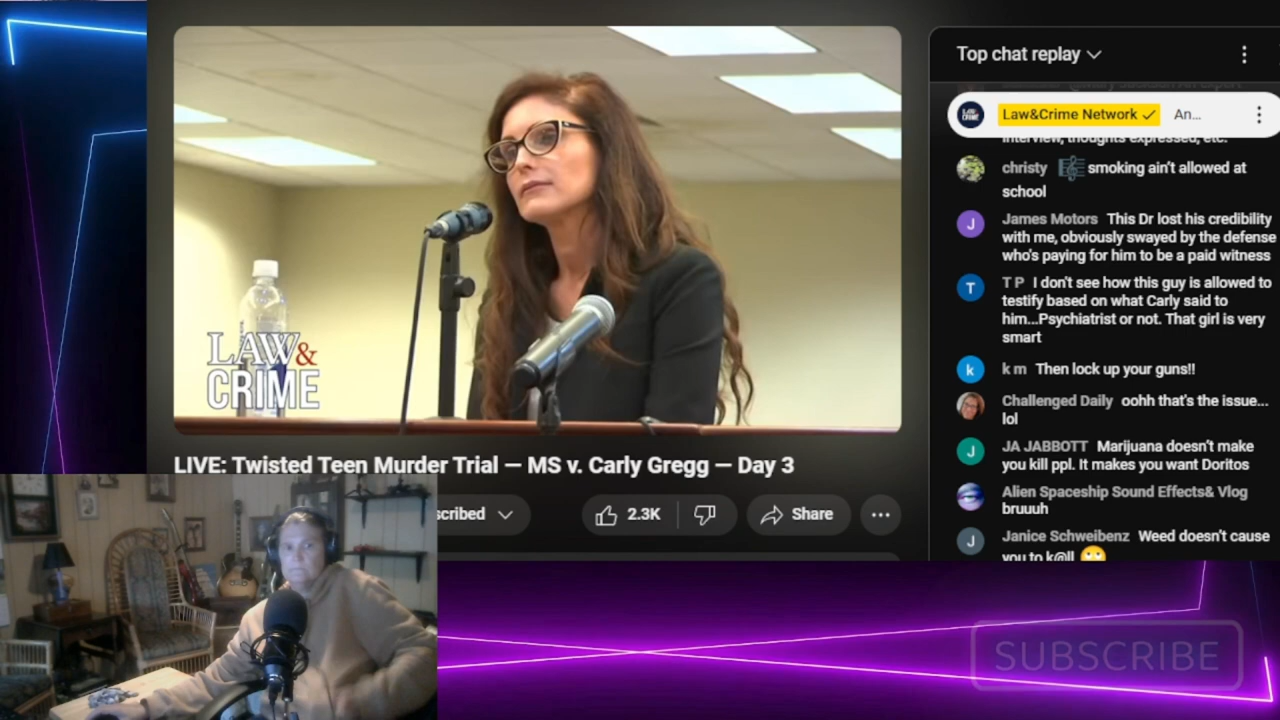 Top chat replay
Law&Crime Network An...
interview, thoughts expressed, etc.
christy smoking ain't allowed at
school
James Motors This Dr lost his credibility
with me, obviously swayed by the defense
who's paying for him to be a paid witness
T P I don't see how this guy is allowed to
testify based on what Carly said to
him...Psychiatrist or not. That girl is very
smart
k m Then lock up your guns!!
Challenged Daily oohh that's the issue...
lol
JA JABBOTT Marijuana doesn't make
you kill ppl. It makes you want Doritos
Alien Spaceship Sound Effects& Vlog
bruuuh
Janice Schweibenz Weed doesn't cause
you to k@ll
LAW&
CRIME
LIVE: Twisted Teen Murder Trial — MS v. Carly Gregg — Day 3
scribed
2.3K
Share
SUBSCRIBE